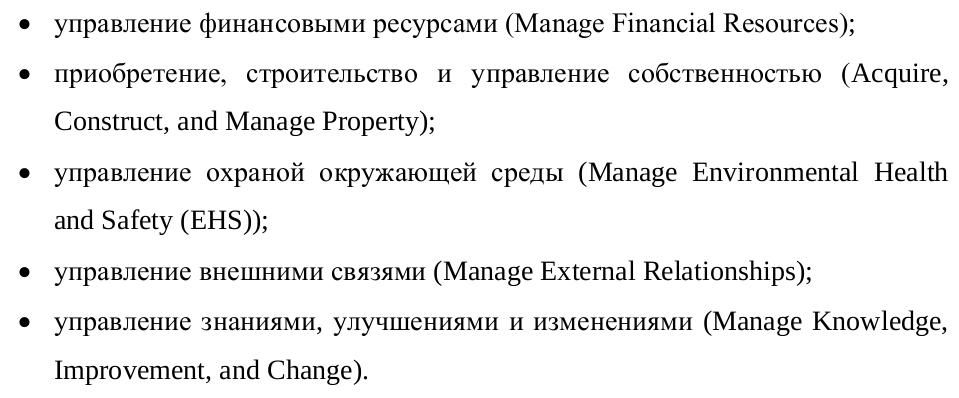 • управление финансовыми ресурсами (Manage Financial Resources);
• приобретение, строительство и управление собственностью (Acquire,
Construct, and Manage Property);
• управление охраной окружающей среды (Manage Environmental Health
and Safety (EHS));
• управление внешними связями (Manage External Relationships);
• управление знаниями, улучшениями и изменениями (Manage Knowledge,
Improvement, and Change).